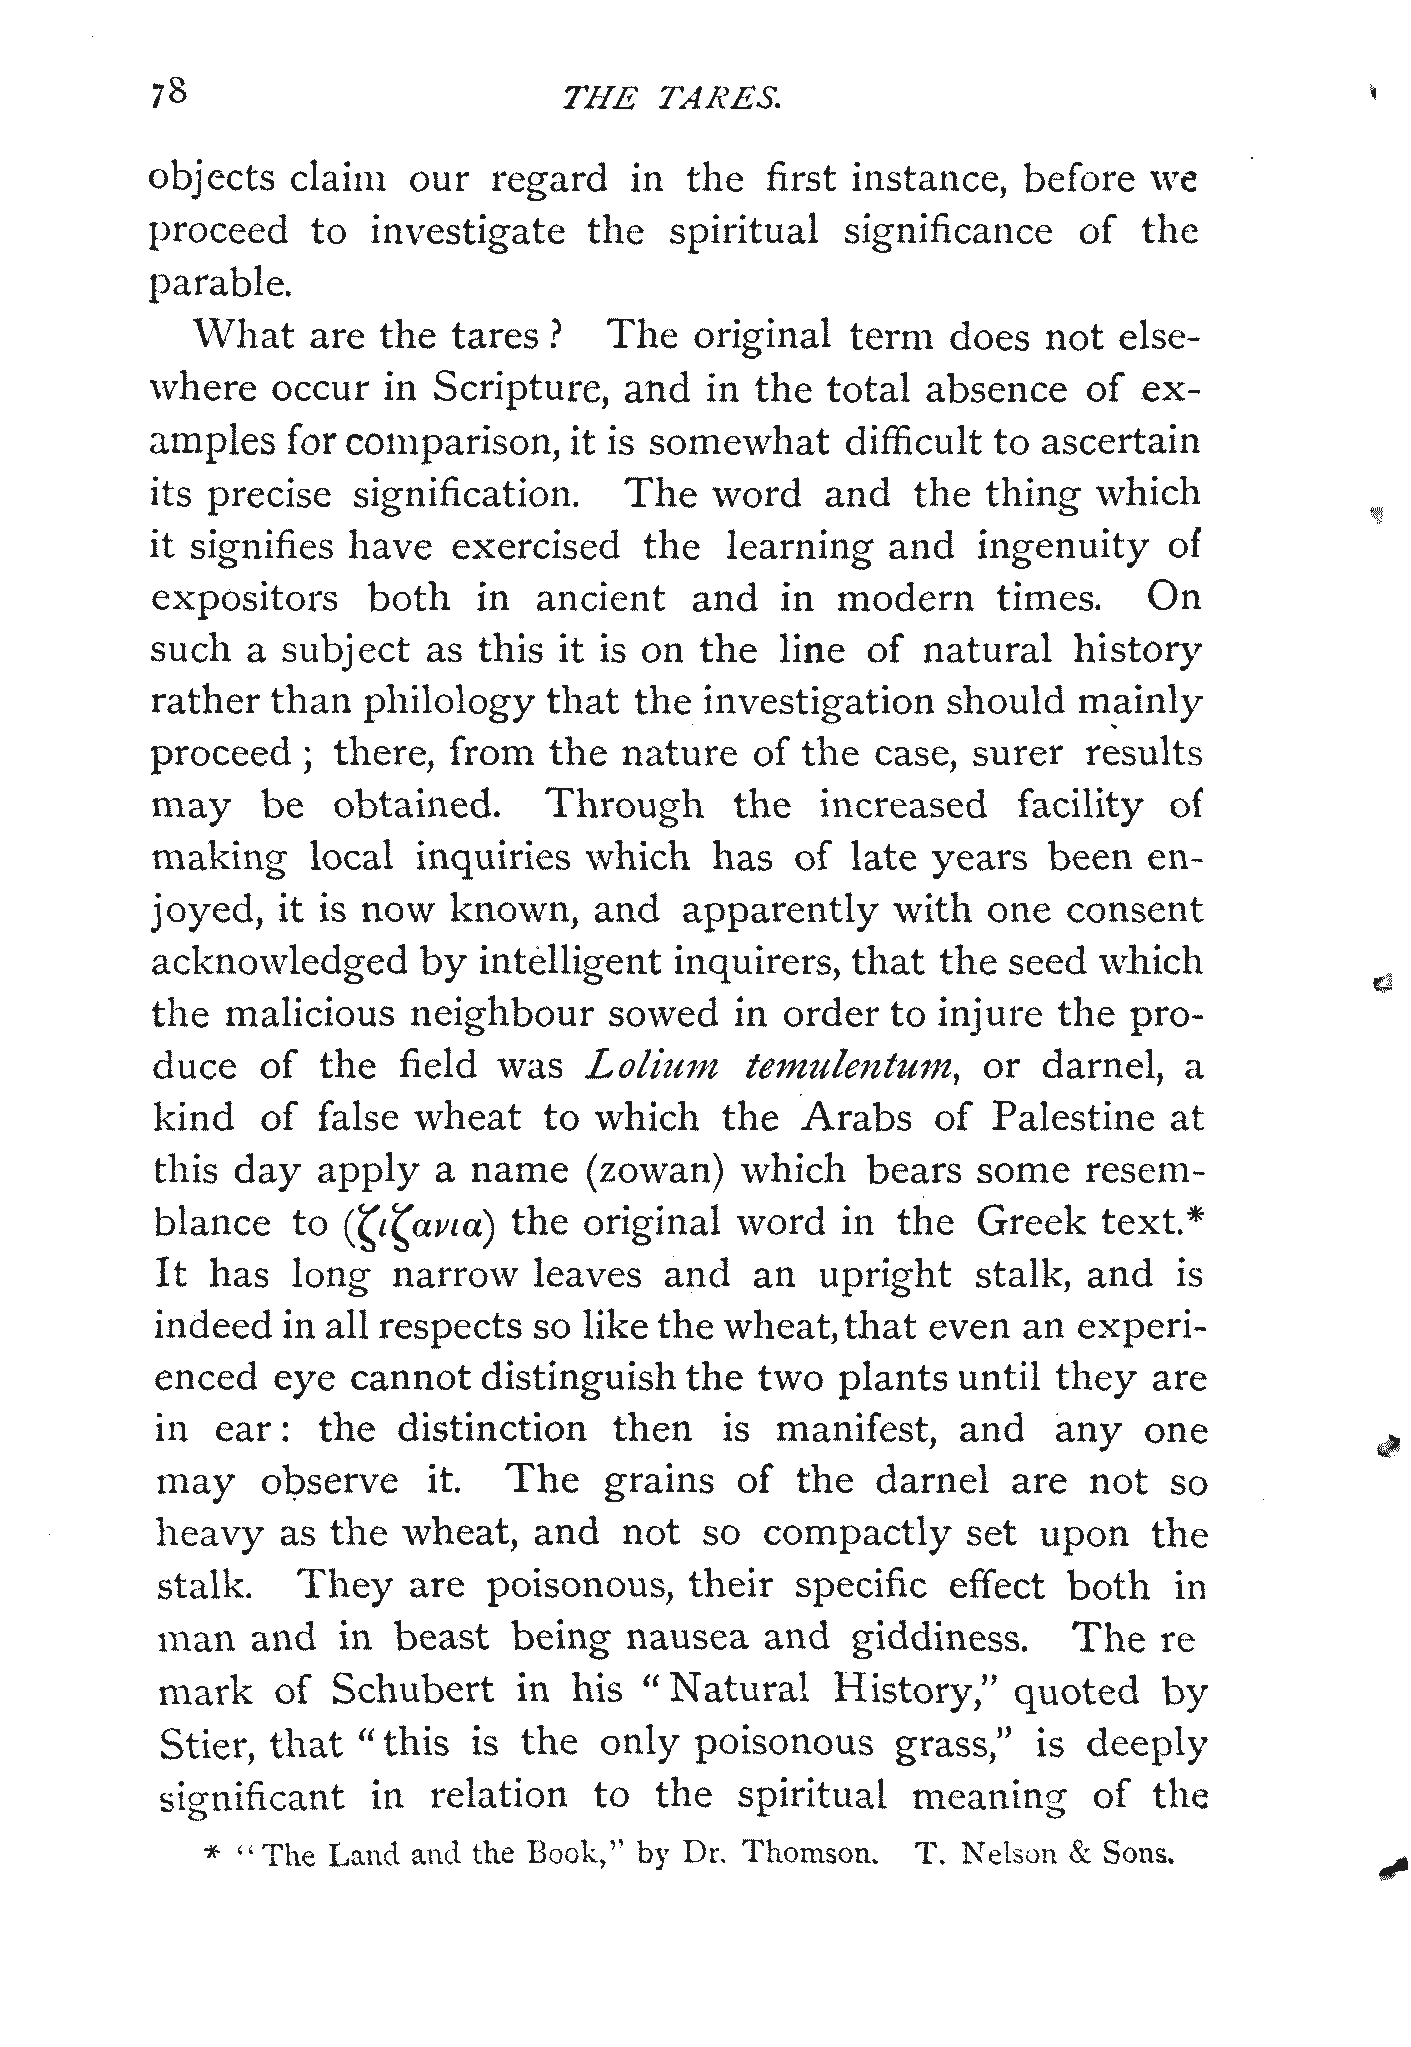 78 THE TARES.
objects claim our regard in the first instance, before we
proceed to investigate the spiritual significance of the
parable.
What are the tares ? The original term does not else-
where occur in Scripture, and in the total absence of ex-
amples for comparison, it is somewhat difficult to ascertain
its precise signification. The word and the thing which
it signifies have exercised the learning and ingenuity of
expositors both in ancient and in modern times. On
such a subject as this it is on the line of natural history
rather than philology that the investigation should mainly
proceed ; there, from the nature of the case, surer results
may be obtained. Through the increased facility of
making local inquiries which has of late years been en-
joyed, it is now known, and apparently with one consent
acknowledged by intelligent inquirers, that the seed which
the malicious neighbour sowed in order to injure the pro-
duce of the field was Lolium temulentum, or darnel, a
kind of false wheat to which the Arabs of Palestine at
this day apply a name (zowan) which bears some resem-
blance to (ζιζανια) the original word in the Greek text.*
It has long narrow leaves and an upright stalk, and is
indeed in all respects so like the wheat, that even an experi-
enced eye cannot distinguish the two plants until they are
in ear : the distinction then is manifest, and any one
may observe it. The grains of the darnel are not so
heavy as the wheat, and not so compactly set upon the
stalk. They are poisonous, their specific effect both in
man and in beast being nausea and giddiness. The re
mark of Schubert in his “ Natural History,” quoted by
Stier, that “ this is the only poisonous grass,” is deeply
significant in relation to the spiritual meaning of the
* “ The Land and the Book,” by Dr. Thomson. T. Nelson & Sons.